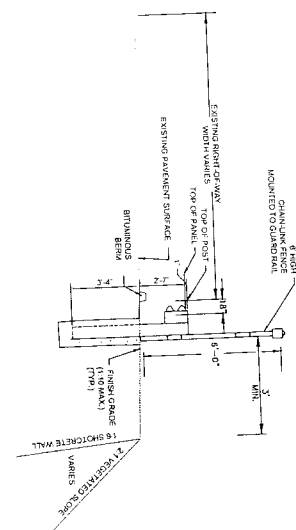 6' HIGH
CHAIN-LINK FENCE
MOUNTED TO GUARD RAIL
EXISTING RIGHT-OF-WAY
WIDTH VARIES
TOP OF POST
TOP OF PANEL
1"
18"
EXISTING PAVEMENT SURFACE
2'-7"
3'-4"
BITUMINOUS
BERM
6'-0"
3'
MIN.
FINISH GRADE
(1:10 MAX.)
(TYP.)
1:6 SHOTCRETE WALL
VARIES
2:1 VEGETATED SLOPE